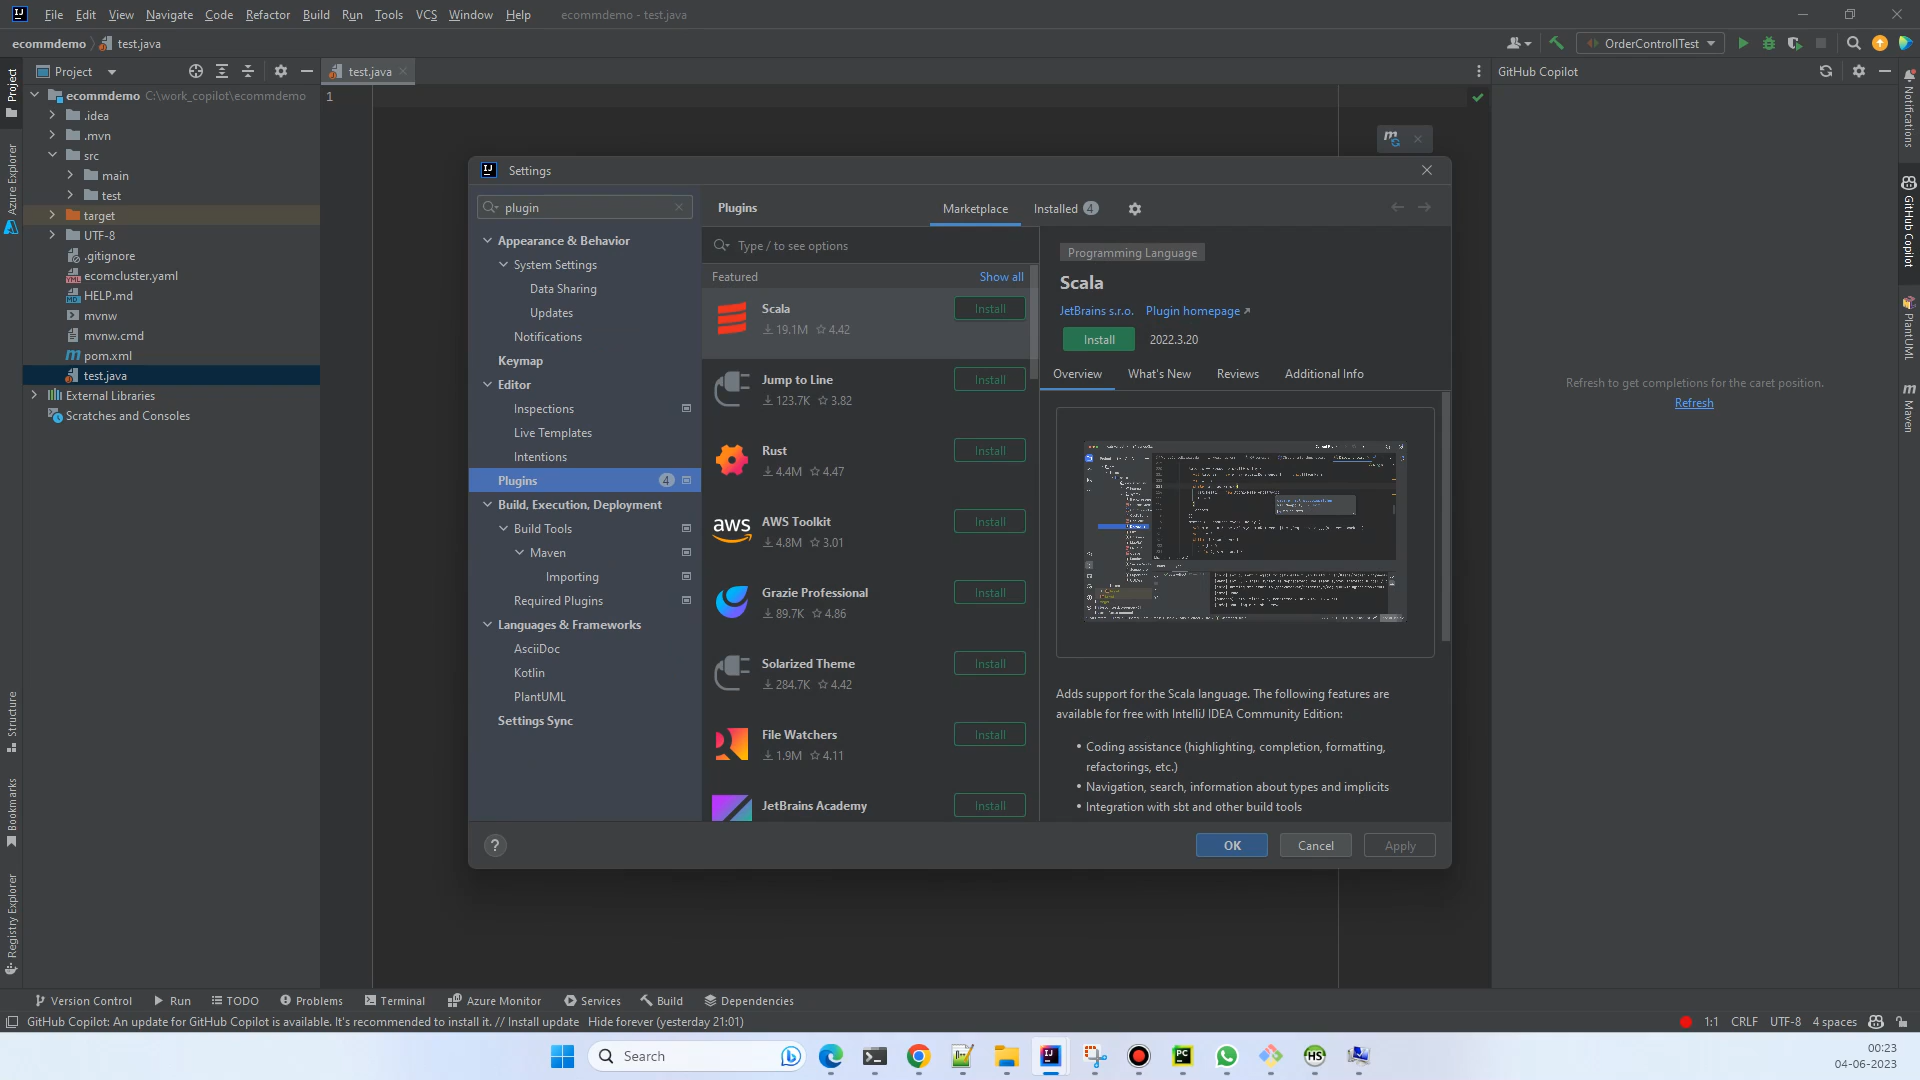 File Edit View Navigate Code Refactor Build Run Tools VCS Window Help ecommdemo - test.java
ecommdemo test.java OrderControllTest
Project test.java GitHub Copilot
ecommdemo C:\work_copilot\ecommdemo
1
.idea
.mvn
src
main
test
target
UTF-8
.gitignore
ecomcluster.yaml
HELP.md
mvnw
mvnw.cmd
pom.xml
test.java
External Libraries
Scratches and Consoles
Project
Azure Explorer
Structure
Bookmarks
Registry Explorer
Settings
plugin
Appearance & Behavior
System Settings
Data Sharing
Updates
Notifications
Keymap
Editor
Inspections
Live Templates
Intentions
Plugins 4
Build, Execution, Deployment
Build Tools
Maven
Importing
Required Plugins
Languages & Frameworks
AsciiDoc
Kotlin
PlantUML
Settings Sync
Plugins Marketplace Installed 4
Type / to see options
Featured Show all
Scala Install
19.1M 4.42
Jump to Line Install
123.7K 3.82
Rust Install
4.4M 4.47
AWS Toolkit Install
aws
4.8M 3.01
Grazie Professional Install
89.7K 4.86
Solarized Theme Install
284.7K 4.42
File Watchers Install
1.9M 4.11
JetBrains Academy Install
Programming Language
Scala
JetBrains s.r.o. Plugin homepage
Install 2022.3.20
Overview What's New Reviews Additional Info
Adds support for the Scala language. The following features are
available for free with IntelliJ IDEA Community Edition:
• Coding assistance (highlighting, completion, formatting,
refactorings, etc.)
• Navigation, search, information about types and implicits
• Integration with sbt and other build tools
? OK Cancel Apply
Refresh to get completions for the caret position.
Refresh
Notifications
GitHub Copilot
PlantUML
Maven
Version Control Run TODO Problems Terminal Azure Monitor Services Build Dependencies
GitHub Copilot: An update for GitHub Copilot is available. It's recommended to install it. // Install update Hide forever (yesterday 21:01) 1:1 CRLF UTF-8 4 spaces
Search
00:23
04-06-2023